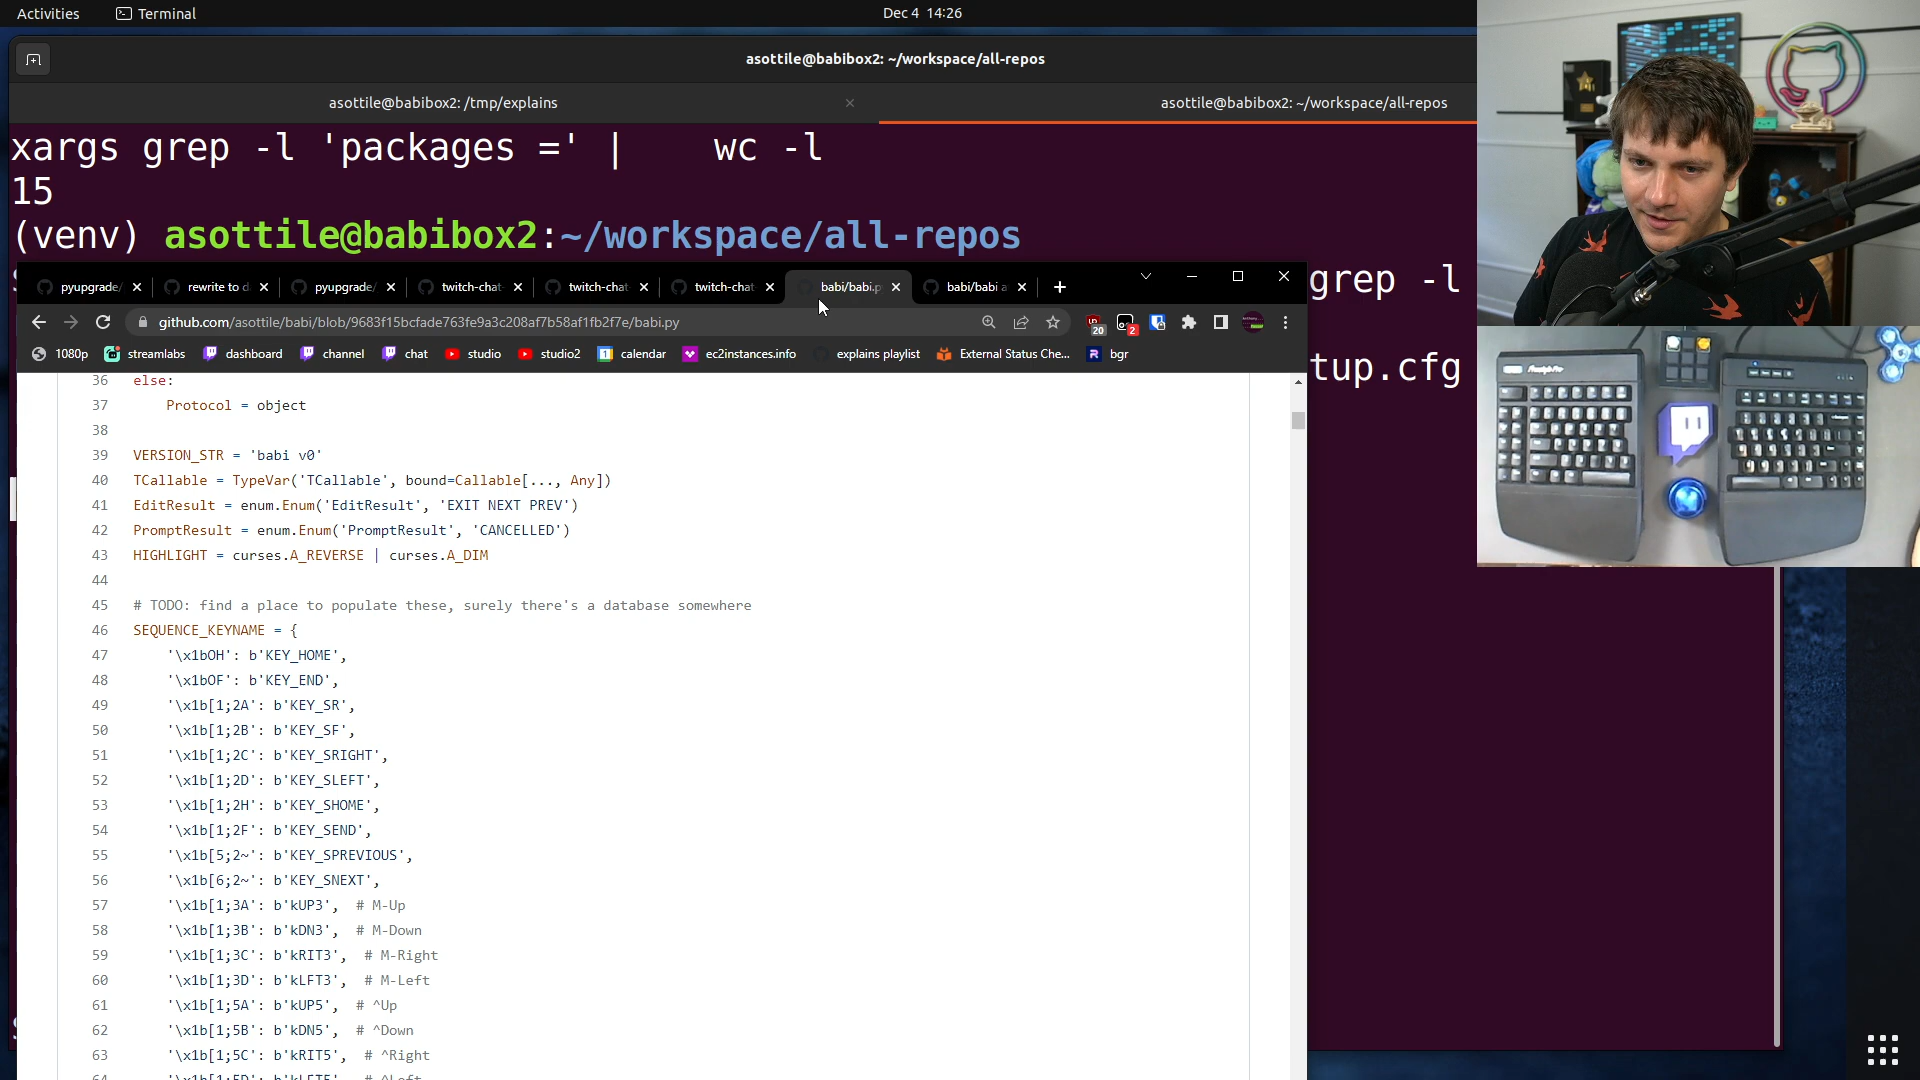 Activities
Terminal
Dec 4 14:26
asottile@babibox2: ~/workspace/all-repos
asottile@babibox2: /tmp/explains
asottile@babibox2: ~/workspace/all-repos
xargs grep -l 'packages =' |    wc -l
15
(venv) asottile@babibox2:~/workspace/all-repos
grep -l
tup.cfg
pyupgrade/
rewrite to d
pyupgrade/
twitch-chat-
twitch-chat-
twitch-chat-
babi/babi.p
babi/babi a
github.com/asottile/babi/blob/9683f15bcfade763fe9a3c208af7b58af1fb2f7e/babi.py
20
2
1080p
streamlabs
dashboard
channel
chat
studio
studio2
calendar
ec2instances.info
explains playlist
External Status Che...
bgr
36 else:
37     Protocol = object
38
39 VERSION_STR = 'babi v0'
40 TCallable = TypeVar('TCallable', bound=Callable[..., Any])
41 EditResult = enum.Enum('EditResult', 'EXIT NEXT PREV')
42 PromptResult = enum.Enum('PromptResult', 'CANCELLED')
43 HIGHLIGHT = curses.A_REVERSE | curses.A_DIM
44
45 # TODO: find a place to populate these, surely there's a database somewhere
46 SEQUENCE_KEYNAME = {
47     '\x1bOH': b'KEY_HOME',
48     '\x1bOF': b'KEY_END',
49     '\x1b[1;2A': b'KEY_SR',
50     '\x1b[1;2B': b'KEY_SF',
51     '\x1b[1;2C': b'KEY_SRIGHT',
52     '\x1b[1;2D': b'KEY_SLEFT',
53     '\x1b[1;2H': b'KEY_SHOME',
54     '\x1b[1;2F': b'KEY_SEND',
55     '\x1b[5;2~': b'KEY_SPREVIOUS',
56     '\x1b[6;2~': b'KEY_SNEXT',
57     '\x1b[1;3A': b'kUP3',  # M-Up
58     '\x1b[1;3B': b'kDN3',  # M-Down
59     '\x1b[1;3C': b'kRIT3',  # M-Right
60     '\x1b[1;3D': b'kLFT3',  # M-Left
61     '\x1b[1;5A': b'kUP5',  # ^Up
62     '\x1b[1;5B': b'kDN5',  # ^Down
63     '\x1b[1;5C': b'kRIT5',  # ^Right
64     '\x1b[1;5D': b'kLFT5',  # ^Left